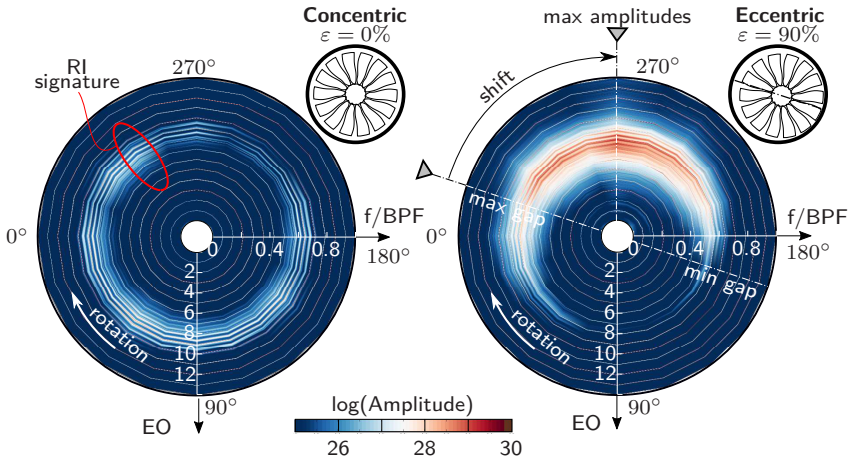 Concentric
ε = 0%
max amplitudes
Eccentric
ε = 90%
RI
signature
270°
shift
270°
0°
f/BPF
180°
0 0.4 0.8
2
4
6
8
10
12
rotation
90°
EO
max gap
min gap
0°
f/BPF
180°
0 0.4 0.8
2
4
6
8
10
12
rotation
90°
EO
log(Amplitude)
26 28 30